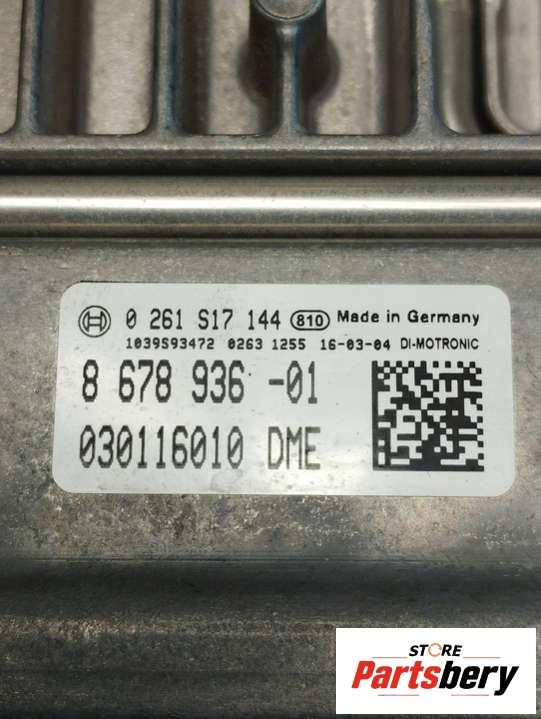 0 261 S17 144 810 Made in Germany
1039S93472 0263 1255 16-03-04 DI-MOTRONIC
8 678 936 -01
030116010 DME
STORE
Partsbery